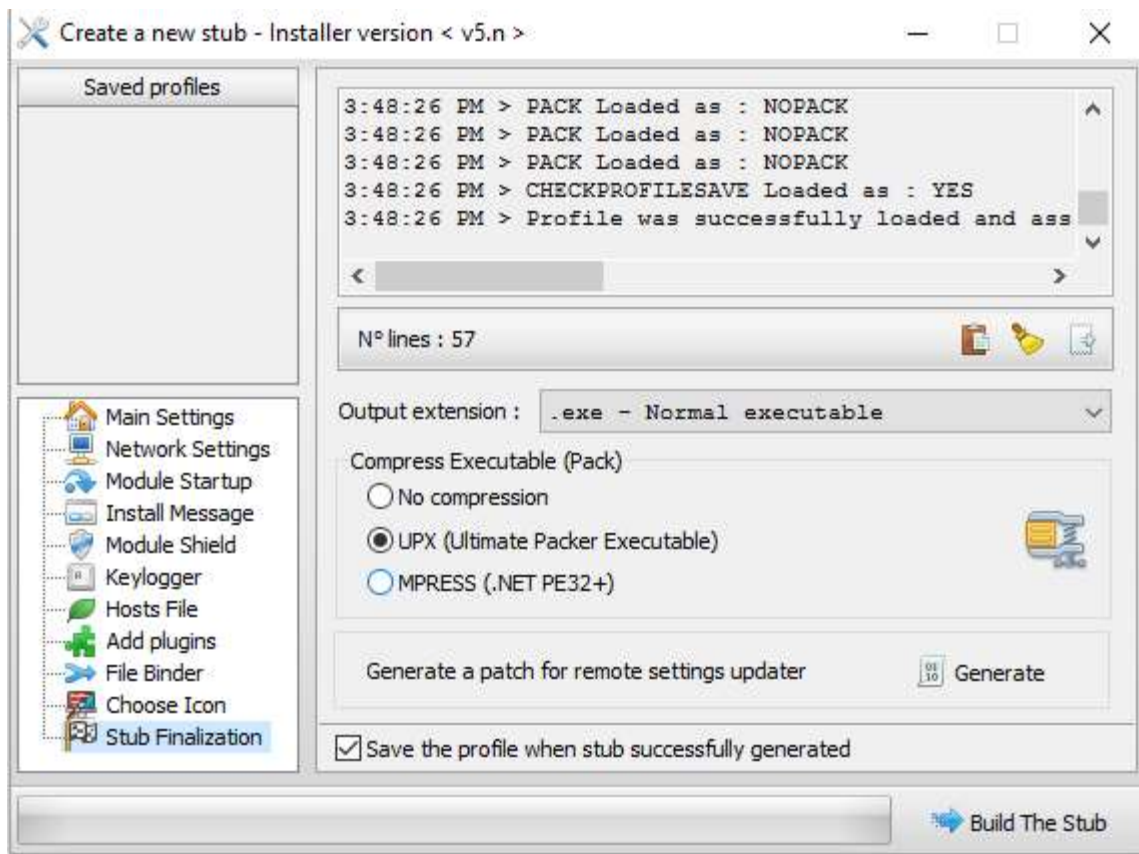 Create a new stub - Installer version < v5.n >
Saved profiles
3:48:26 PM > PACK Loaded as : NOPACK
3:48:26 PM > PACK Loaded as : NOPACK
3:48:26 PM > PACK Loaded as : NOPACK
3:48:26 PM > CHECKPROFILESAVE Loaded as : YES
3:48:26 PM > Profile was successfully loaded and ass
Nº lines : 57
Main Settings
Network Settings
Module Startup
Install Message
Module Shield
Keylogger
Hosts File
Add plugins
File Binder
Choose Icon
Stub Finalization
Output extension :
.exe - Normal executable
Compress Executable (Pack)
No compression
UPX (Ultimate Packer Executable)
MPRESS (.NET PE32+)
Generate a patch for remote settings updater
Generate
Save the profile when stub successfully generated
Build The Stub